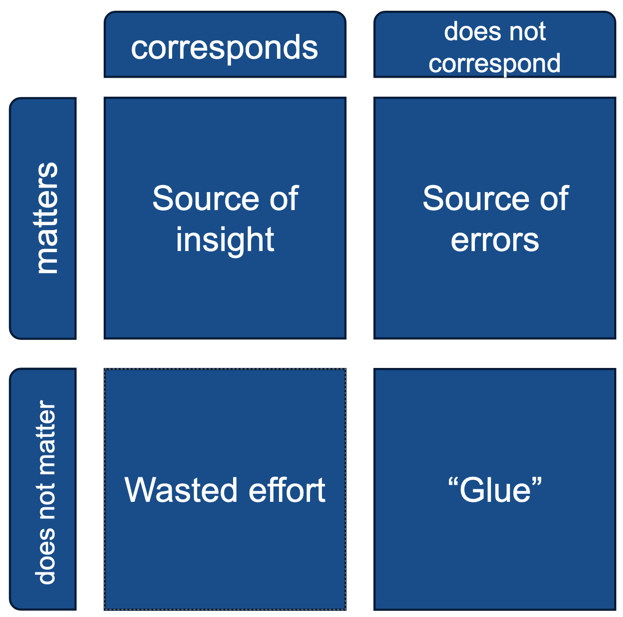 corresponds
does not
correspond
matters
Source of
insight
Source of
errors
does not matter
Wasted effort
“Glue”